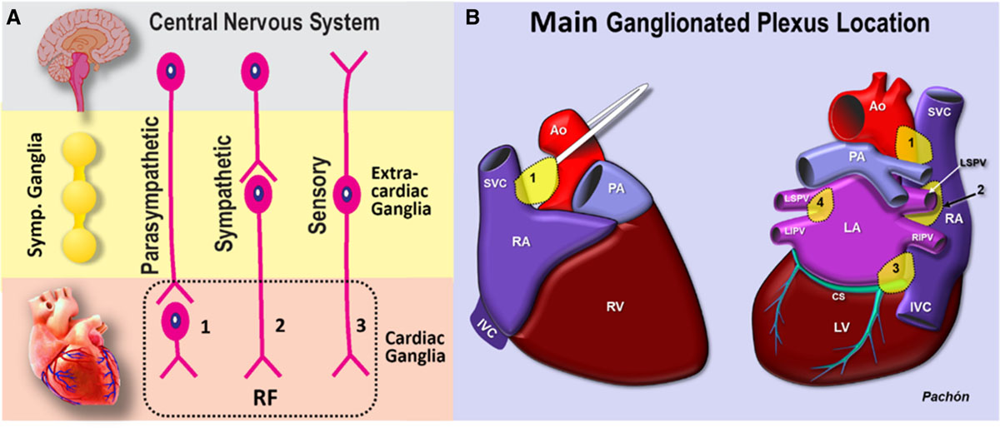 A
Central Nervous System
Symp. Ganglia
Parasympathetic
Sympathetic
Sensory
Extra-
cardiac
Ganglia
1
2
3
Cardiac
Ganglia
RF
B
Main Ganglionated Plexus Location
Ao
SVC
1
PA
RA
RV
IVC
Ao
SVC
1
PA
LSPV
2
LSPV
4
RA
LA
LIPV
RIPV
3
CS
IVC
LV
Pachón